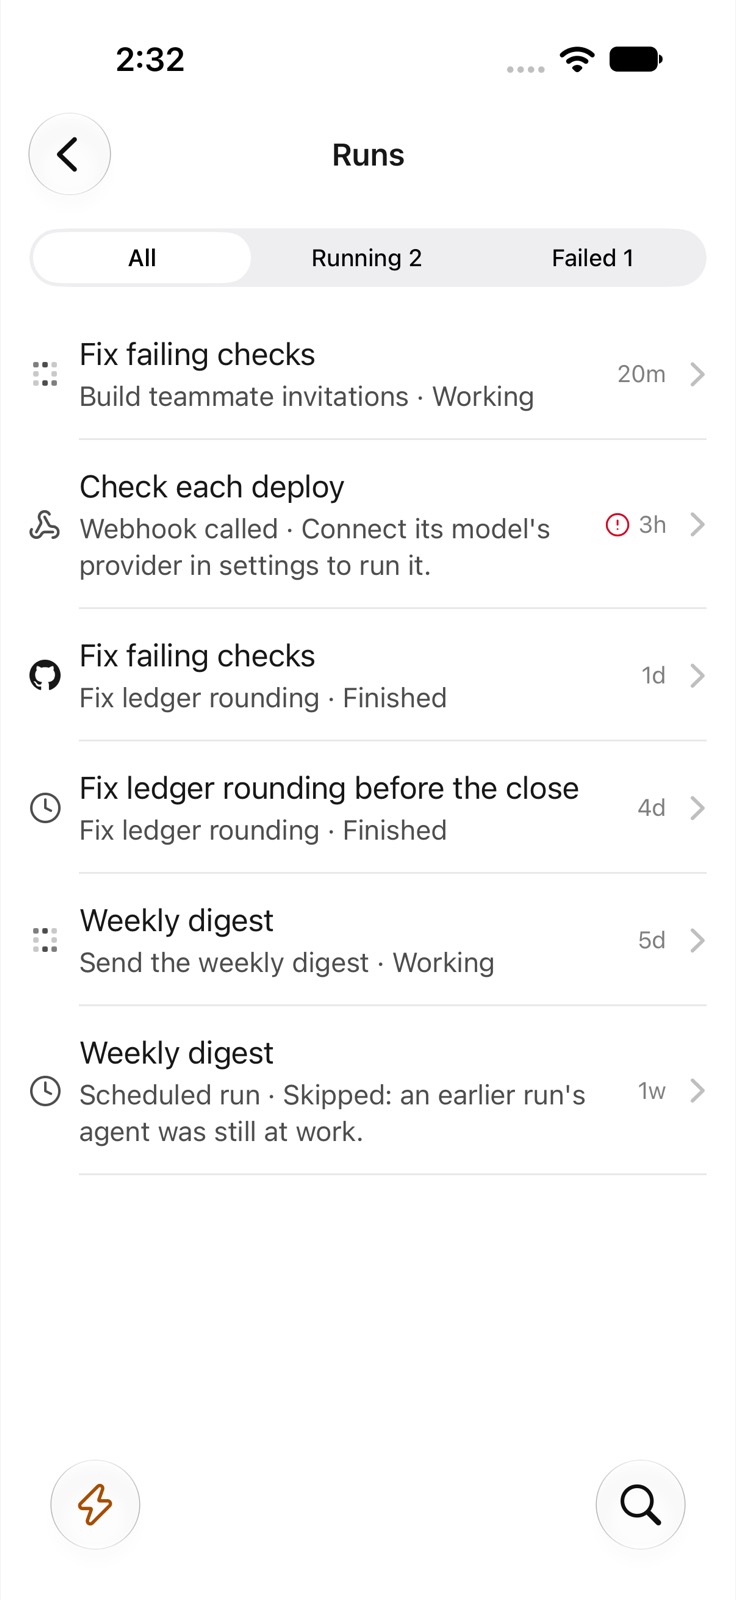 2:32
Runs
All
Running 2
Failed 1
Fix failing checks
Build teammate invitations · Working
20m
Check each deploy
Webhook called · Connect its model's
provider in settings to run it.
3h
Fix failing checks
Fix ledger rounding · Finished
1d
Fix ledger rounding before the close
Fix ledger rounding · Finished
4d
Weekly digest
Send the weekly digest · Working
5d
Weekly digest
Scheduled run · Skipped: an earlier run's
agent was still at work.
1w